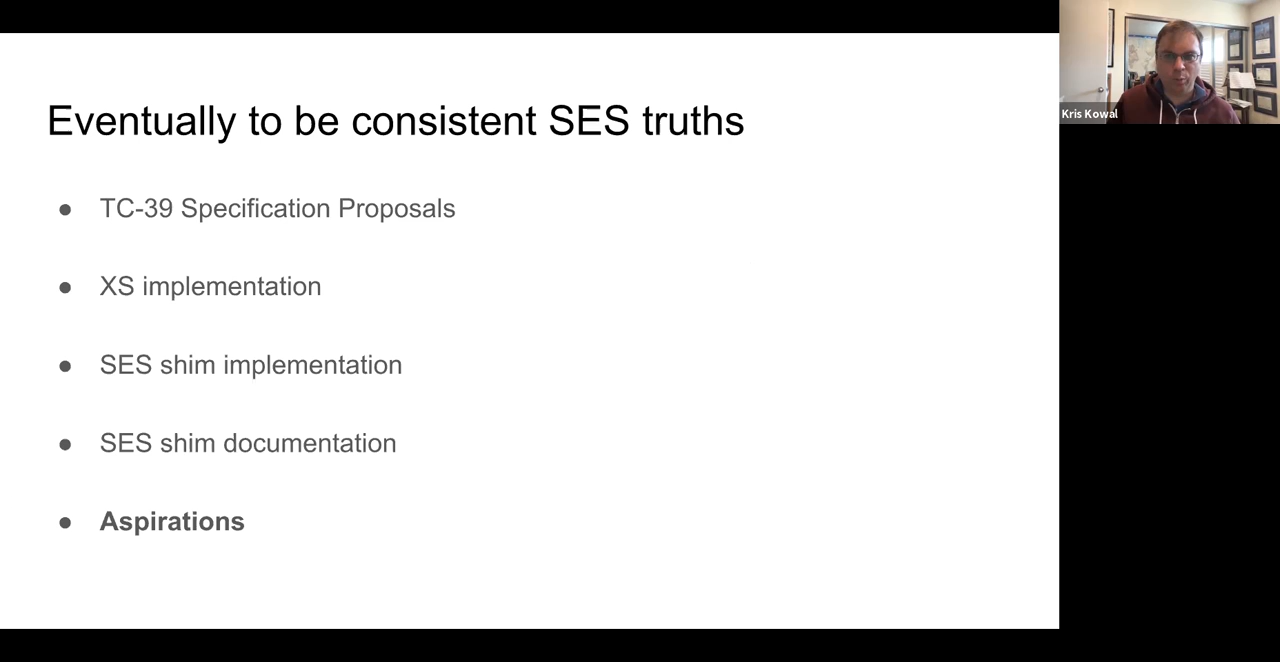 Eventually to be consistent SES truths
● TC-39 Specification Proposals
● XS implementation
● SES shim implementation
● SES shim documentation
● Aspirations
Kris Kowal